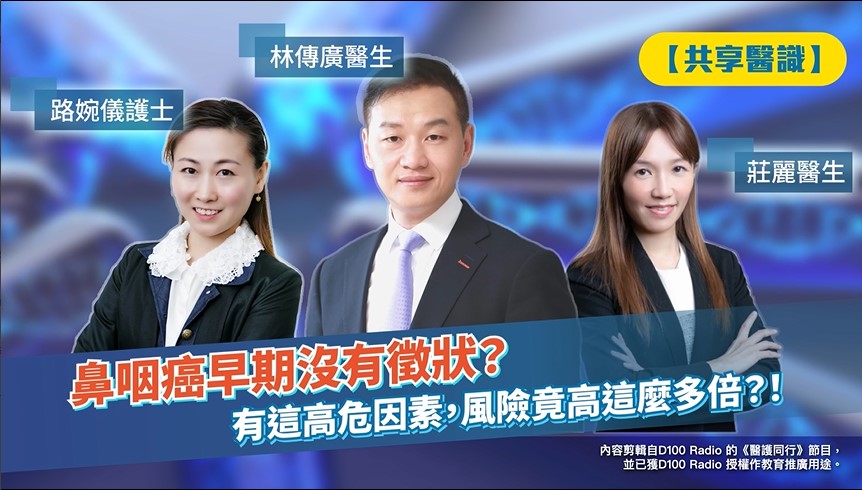 【共享醫識】
林傳廣醫生
路婉儀護士
莊麗醫生
鼻咽癌早期沒有徵狀？
有這高危因素，風險竟高這麼多倍？！
內容剪輯自D100 Radio 的《醫護同行》節目，
並已獲D100 Radio 授權作教育推廣用途。